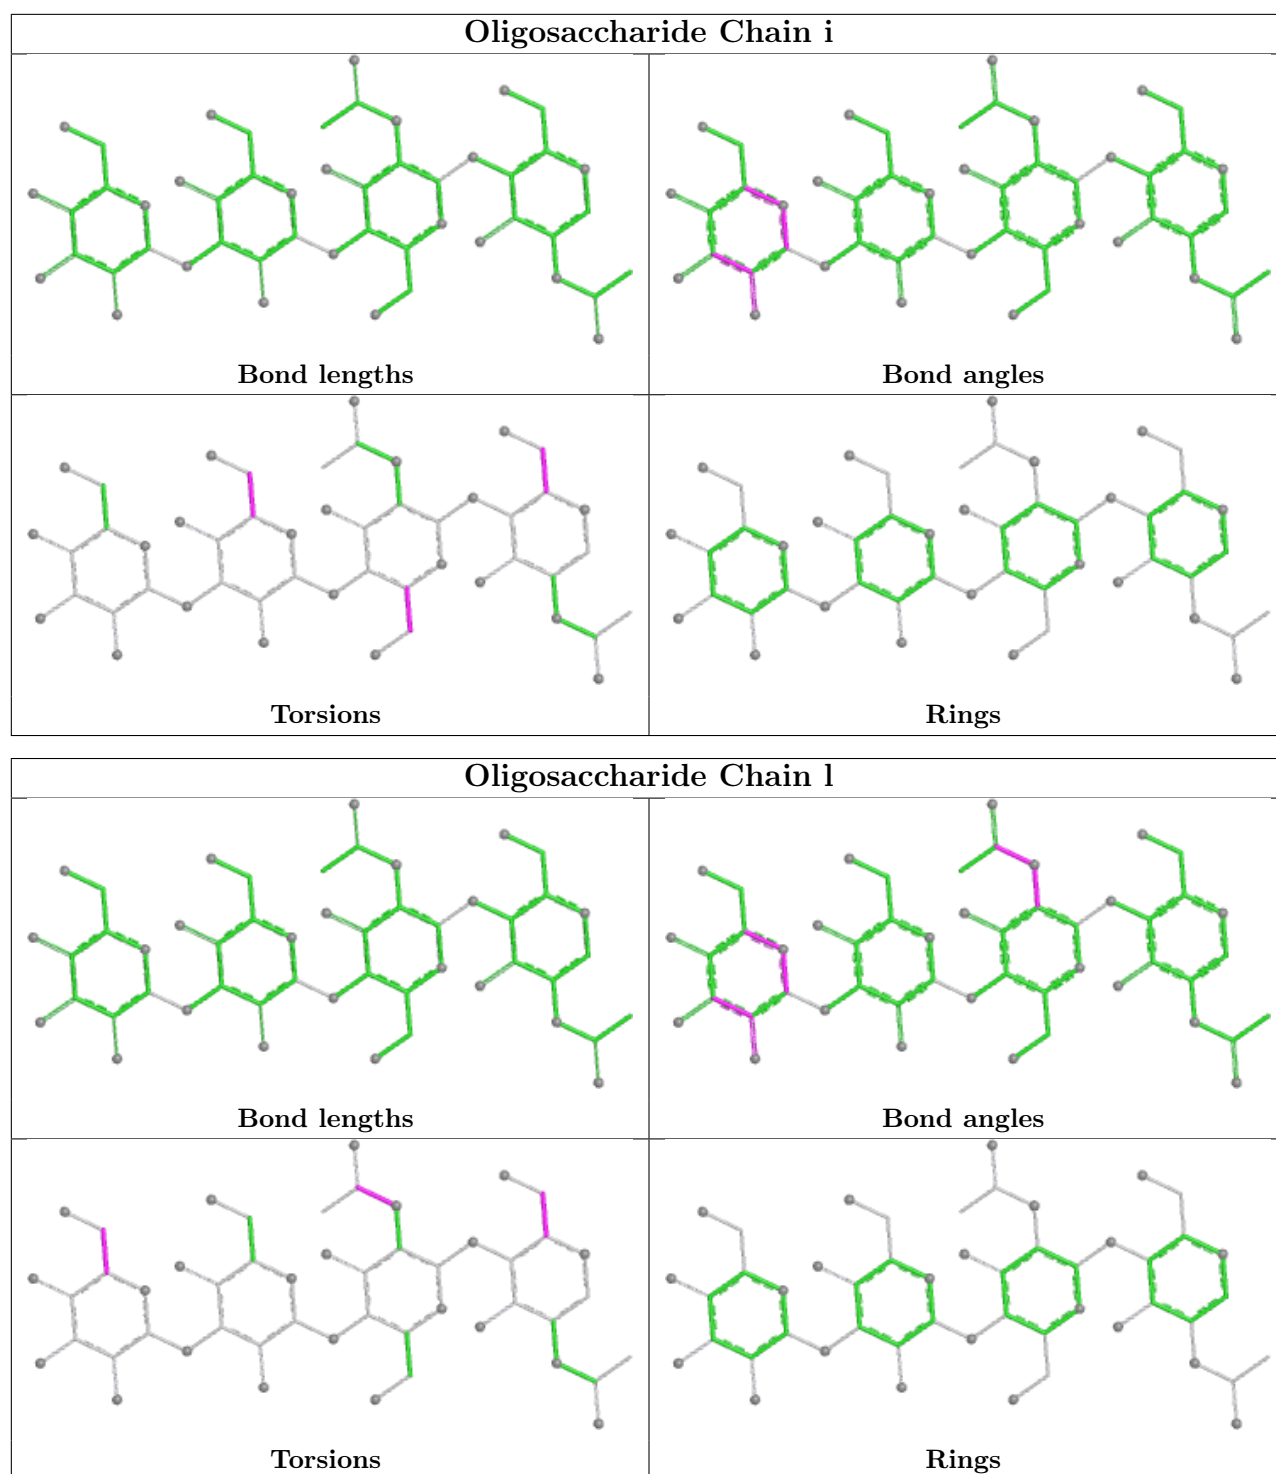 Oligosaccharide Chain i
Bond lengths
Bond angles
Torsions
Rings
Oligosaccharide Chain l
Bond lengths
Bond angles
Torsions
Rings